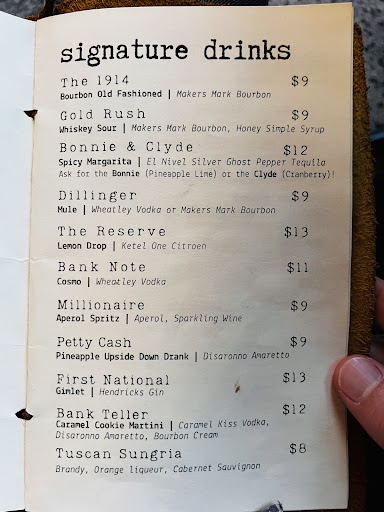 signature drinks
The 1914 $9
Bourbon Old Fashioned | Makers Mark Bourbon
Gold Rush $9
Whiskey Sour | Makers Mark Bourbon, Honey Simple Syrup
Bonnie & Clyde $12
Spicy Margarita | El Nivel Silver Ghost Pepper Tequila
Ask for the Bonnie (Pineapple Lime) or the Clyde (Cranberry)!
Dillinger $9
Mule | Wheatley Vodka or Makers Mark Bourbon
The Reserve $13
Lemon Drop | Ketel One Citroen
Bank Note $11
Cosmo | Wheatley Vodka
Millionaire $9
Aperol Spritz | Aperol, Sparkling Wine
Petty Cash $9
Pineapple Upside Down Drank | Disaronno Amaretto
First National $13
Gimlet | Hendricks Gin
Bank Teller $12
Caramel Cookie Martini | Caramel Kiss Vodka,
Disaronno Amaretto, Bourbon Cream
Tuscan Sungria $8
Brandy, Orange liqueur, Cabernet Sauvignon